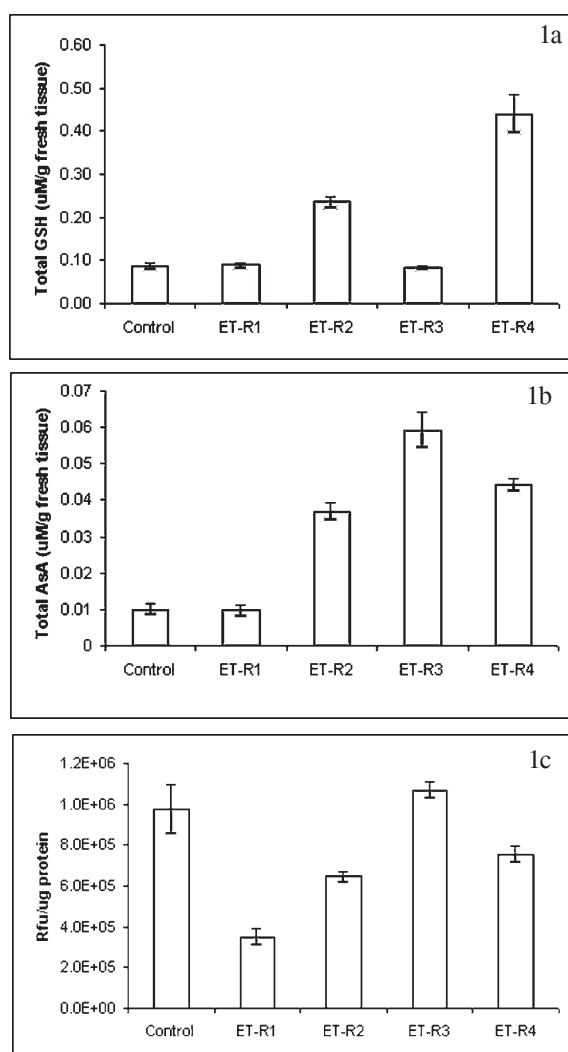 1a
Total GSH (uM/g fresh tissue)
0.60
0.50
0.40
0.30
0.20
0.10
0.00
Control ET-R1 ET-R2 ET-R3 ET-R4
1b
Total AsA (uM/g fresh tissue)
0.07
0.06
0.05
0.04
0.03
0.02
0.01
0
Control ET-R1 ET-R2 ET-R3 ET-R4
1c
Rfu/ug protein
1.2E+06
1.0E+06
8.0E+05
6.0E+05
4.0E+05
2.0E+05
0.0E+00
Control ET-R1 ET-R2 ET-R3 ET-R4